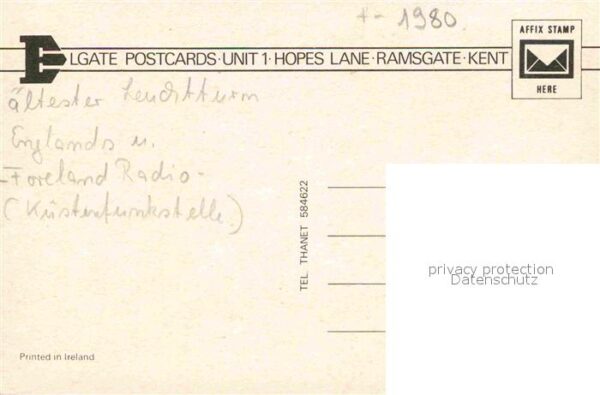 +- 1980.
AFFIX STAMP
HERE
ELGATE POSTCARDS·UNIT 1·HOPES LANE·RAMSGATE·KENT
ältester Leuchtturm
Englands u.
-Foreland Radio-
(Küstenfunkstelle.)
TEL THANET 584622
privacy protection
Datenschutz
Printed in Ireland